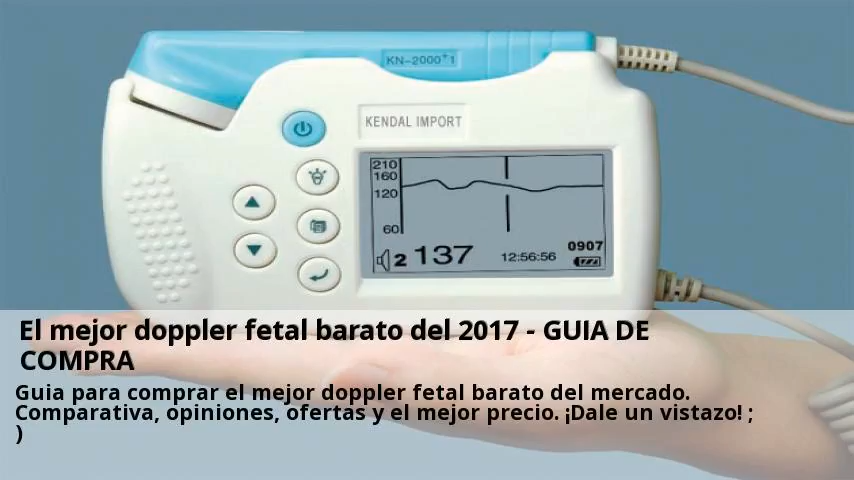 KN-2000+1
KENDAL IMPORT
210
160
120
60
2 137 12:56:56 0907
El mejor doppler fetal barato del 2017 - GUIA DE
COMPRA
Guia para comprar el mejor doppler fetal barato del mercado.
Comparativa, opiniones, ofertas y el mejor precio. ¡Dale un vistazo! ;
)